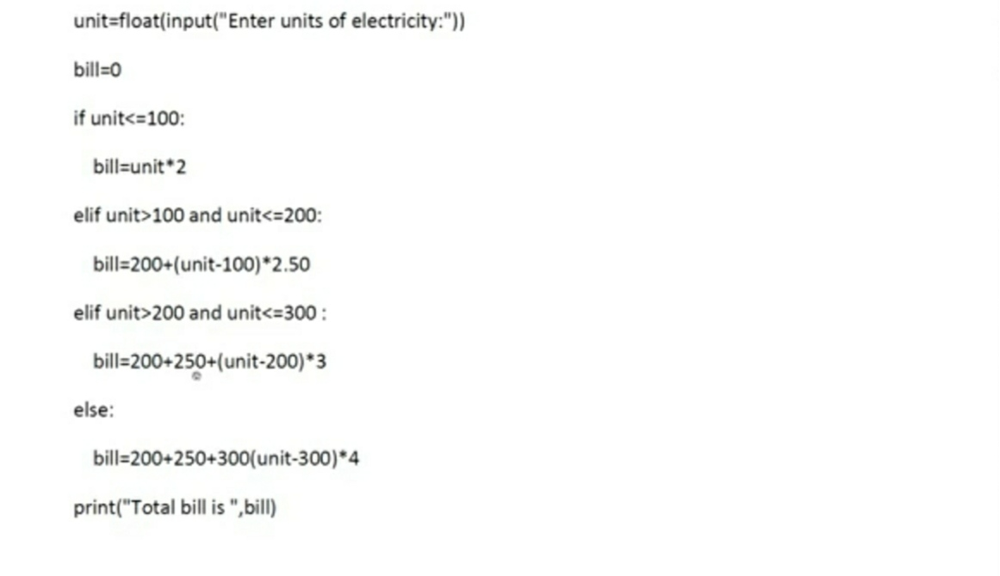 unit=float(input("Enter units of electricity:"))
bill=0
if unit<=100:
bill=unit*2
elif unit>100 and unit<=200:
bill=200+(unit-100)*2.50
elif unit>200 and unit<=300 :
bill=200+250+(unit-200)*3
else:
bill=200+250+300(unit-300)*4
print("Total bill is ",bill)